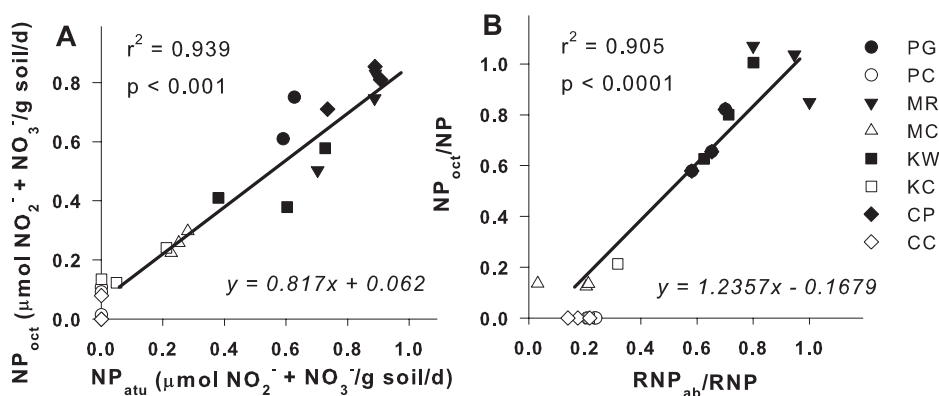 A
r² = 0.939
p < 0.001
y = 0.817x + 0.062
NPoct (μmol NO2⁻ + NO3⁻/g soil/d)
0.8
0.6
0.4
0.2
0.0
0.0 0.2 0.4 0.6 0.8 1.0
NPatu (μmol NO2⁻ + NO3⁻/g soil/d)
B
r² = 0.905
p < 0.0001
y = 1.2357x - 0.1679
NPoct/NP
1.0
0.8
0.6
0.4
0.2
0.0
0.0 0.2 0.4 0.6 0.8 1.0
RNPab/RNP
PG
PC
MR
MC
KW
KC
CP
CC